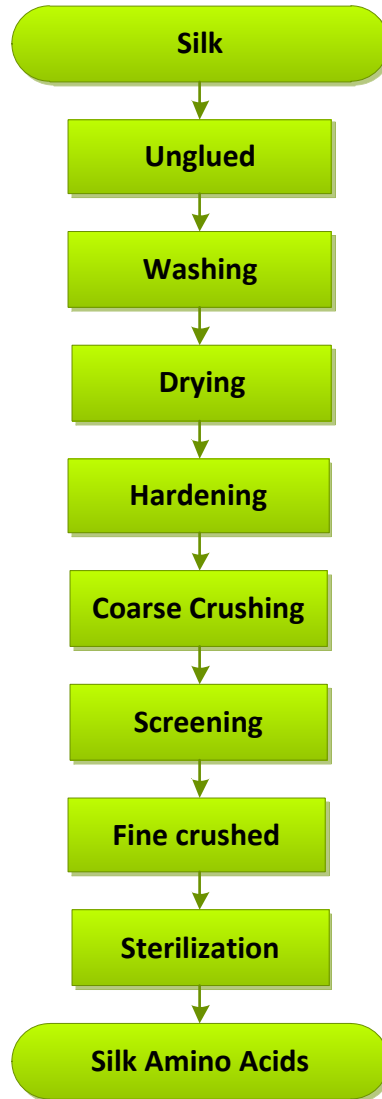 Silk
Unglued
Washing
Drying
Hardening
Coarse Crushing
Screening
Fine crushed
Sterilization
Silk Amino Acids